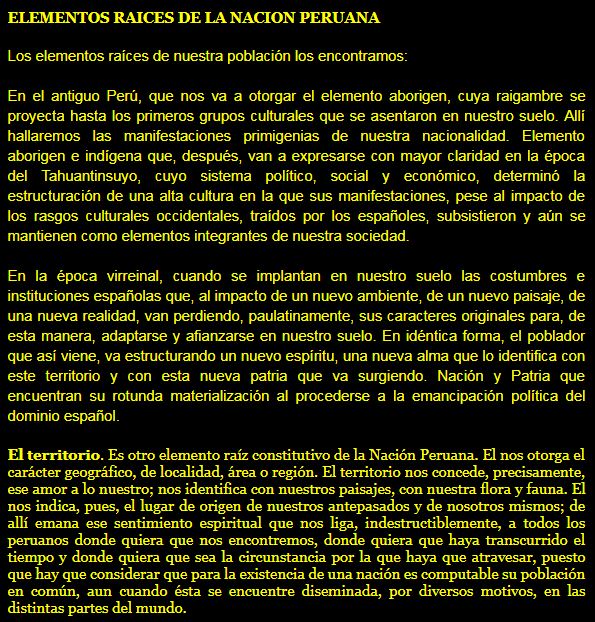 ELEMENTOS RAICES DE LA NACION PERUANA
Los elementos raíces de nuestra población los encontramos:
En el antiguo Perú, que nos va a otorgar el elemento aborigen, cuya raigambre se
proyecta hasta los primeros grupos culturales que se asentaron en nuestro suelo. Allí
hallaremos las manifestaciones primigenias de nuestra nacionalidad. Elemento
aborigen e indígena que, después, van a expresarse con mayor claridad en la época
del Tahuantinsuyo, cuyo sistema político, social y económico, determinó la
estructuración de una alta cultura en la que sus manifestaciones, pese al impacto de
los rasgos culturales occidentales, traídos por los españoles, subsistieron y aún se
mantienen como elementos integrantes de nuestra sociedad.
En la época virreinal, cuando se implantan en nuestro suelo las costumbres e
instituciones españolas que, al impacto de un nuevo ambiente, de un nuevo paisaje, de
una nueva realidad, van perdiendo, paulatinamente, sus caracteres originales para, de
esta manera, adaptarse y afianzarse en nuestro suelo. En idéntica forma, el poblador
que así viene, va estructurando un nuevo espíritu, una nueva alma que lo identifica con
este territorio y con esta nueva patria que va surgiendo. Nación y Patria que
encuentran su rotunda materialización al procederse a la emancipación política del
dominio español.
El territorio. Es otro elemento raíz constitutivo de la Nación Peruana. El nos otorga el
carácter geográfico, de localidad, área o región. El territorio nos concede, precisamente,
ese amor a lo nuestro; nos identifica con nuestros paisajes, con nuestra flora y fauna. El
nos indica, pues, el lugar de origen de nuestros antepasados y de nosotros mismos; de
allí emana ese sentimiento espiritual que nos liga, indestructiblemente, a todos los
peruanos donde quiera que nos encontremos, donde quiera que haya transcurrido el
tiempo y donde quiera que sea la circunstancia por la que haya que atravesar, puesto
que hay que considerar que para la existencia de una nación es computable su población
en común, aun cuando ésta se encuentre diseminada, por diversos motivos, en las
distintas partes del mundo.